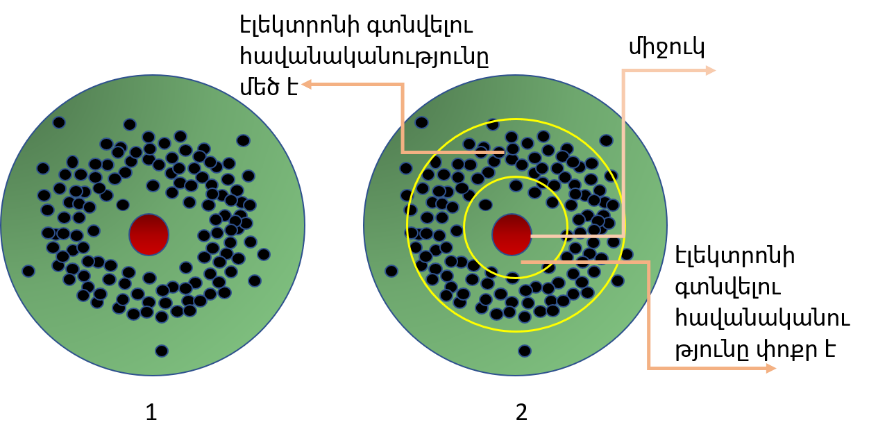 էլեկտրոնի գտնվելու
հավանականությունը
մեծ է
միջուկ
էլեկտրոնի
գտնվելու
հավանականու
թյունը փոքր է
1
2